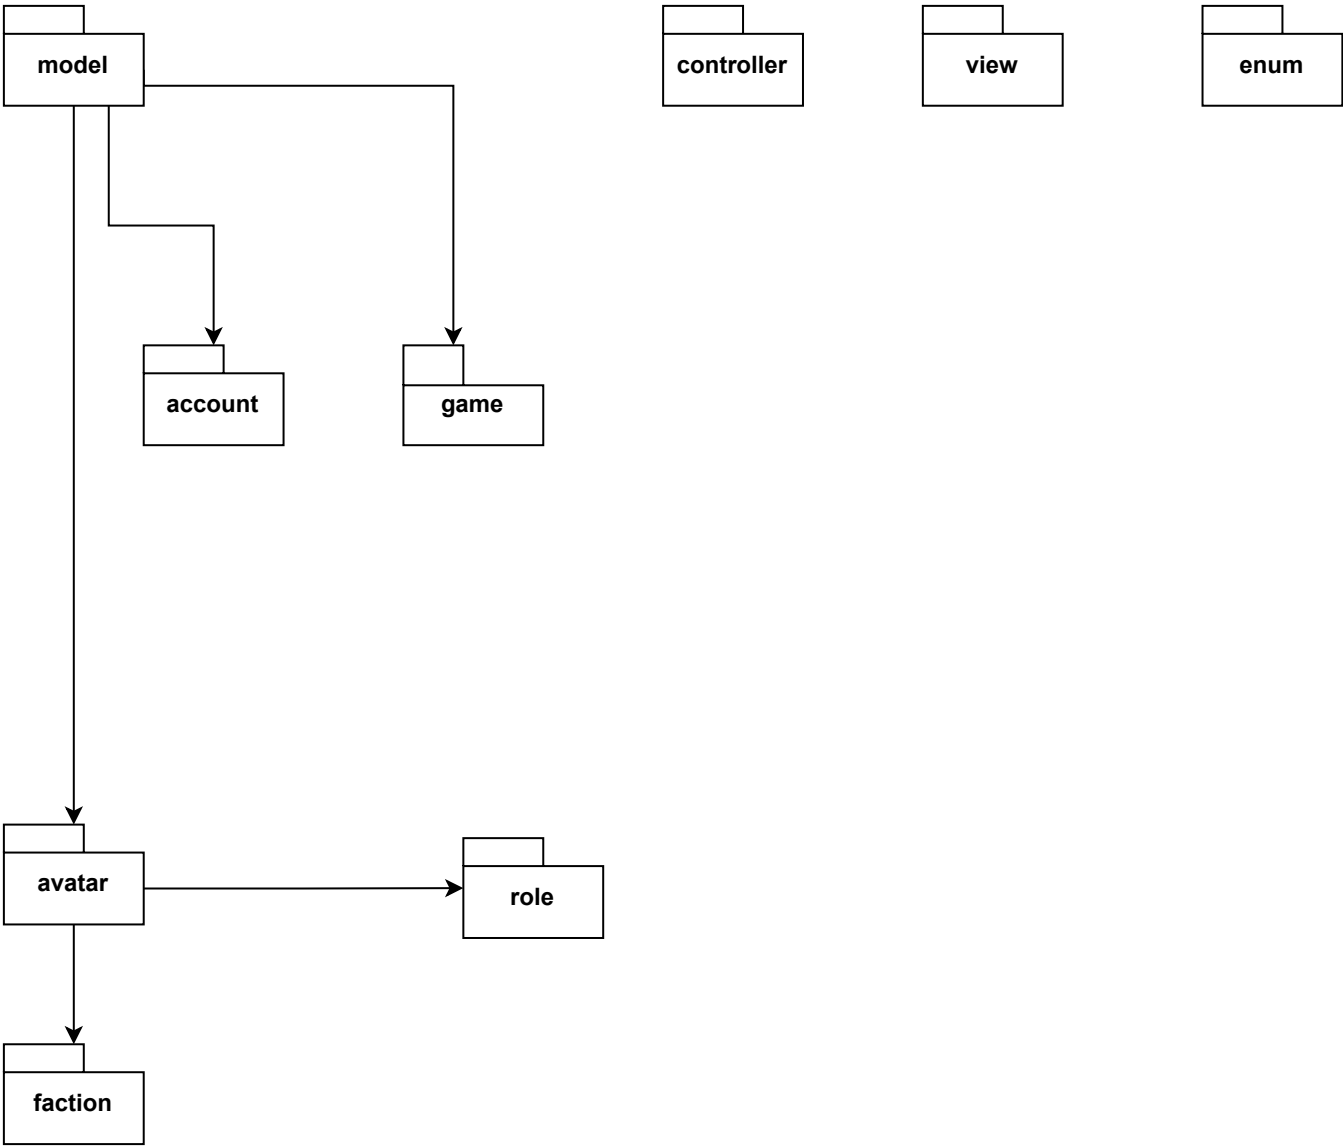 model
controller
view
enum
account
game
avatar
role
faction